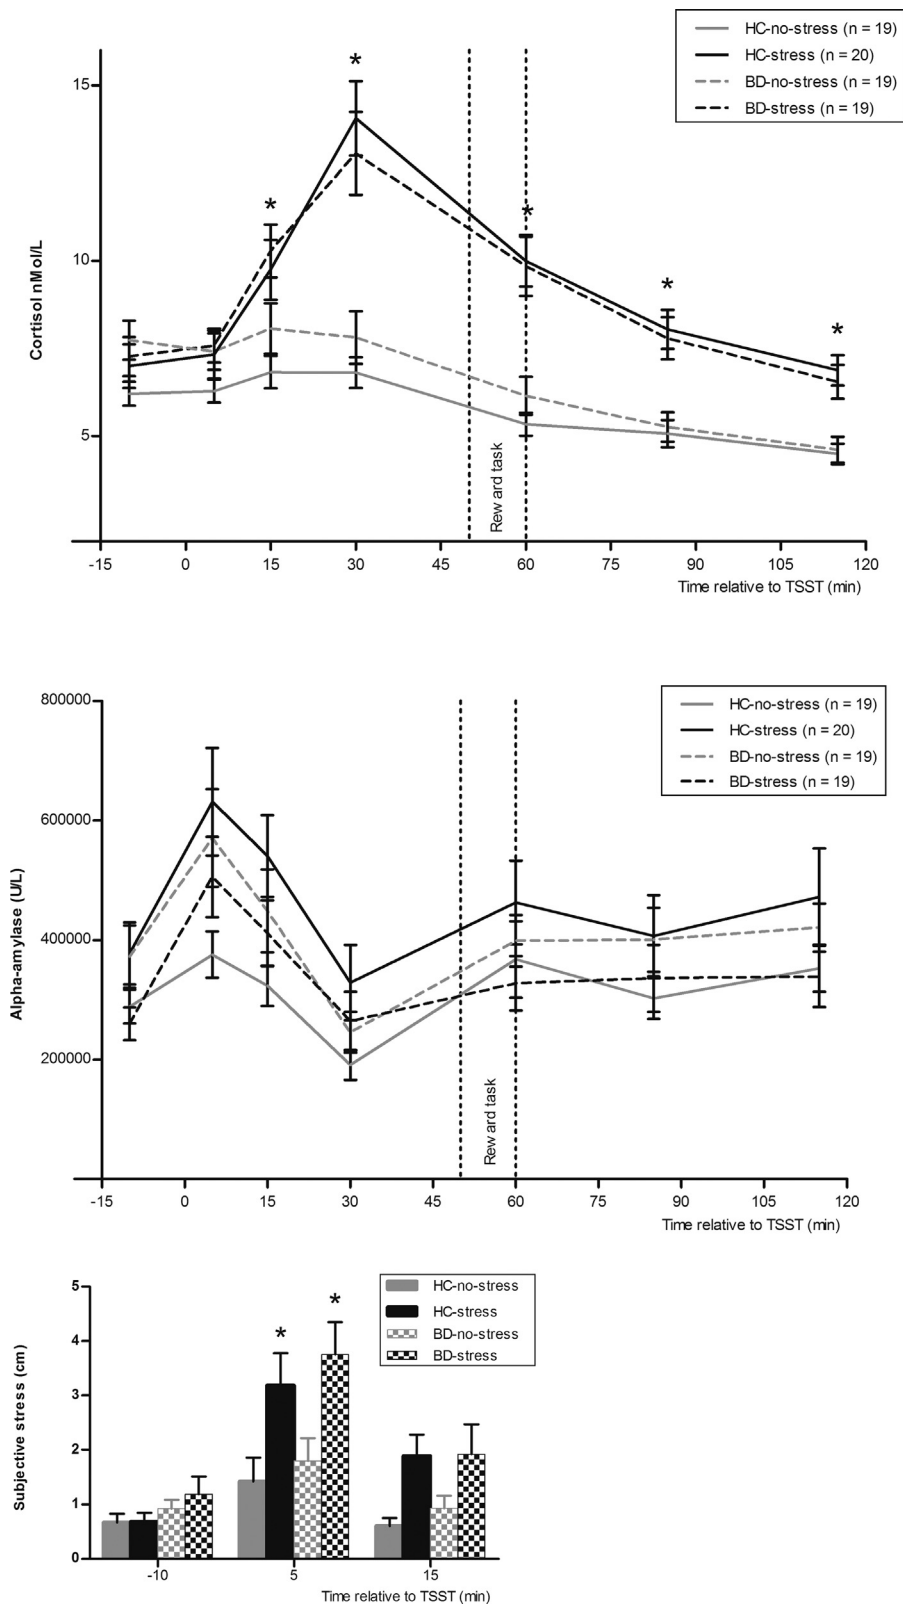 HC-no-stress (n = 19)
HC-stress (n = 20)
BD-no-stress (n = 19)
BD-stress (n = 19)
15
*
*
*
*
*
10
5
Cortisol nMol/L
Rew ard task
-15 0 15 30 45 60 75 90 105 120
Time relative to TSST (min)
800000
HC-no-stress (n = 19)
HC-stress (n = 20)
BD-no-stress (n = 19)
BD-stress (n = 19)
600000
400000
200000
Alpha-amylase (U/L)
Rew ard task
-15 0 15 30 45 60 75 90 105 120
Time relative to TSST (min)
HC-no-stress
HC-stress
BD-no-stress
BD-stress
5
4
3
2
1
0
* *
Subjective stress (cm)
-10 5 15
Time relative to TSST (min)